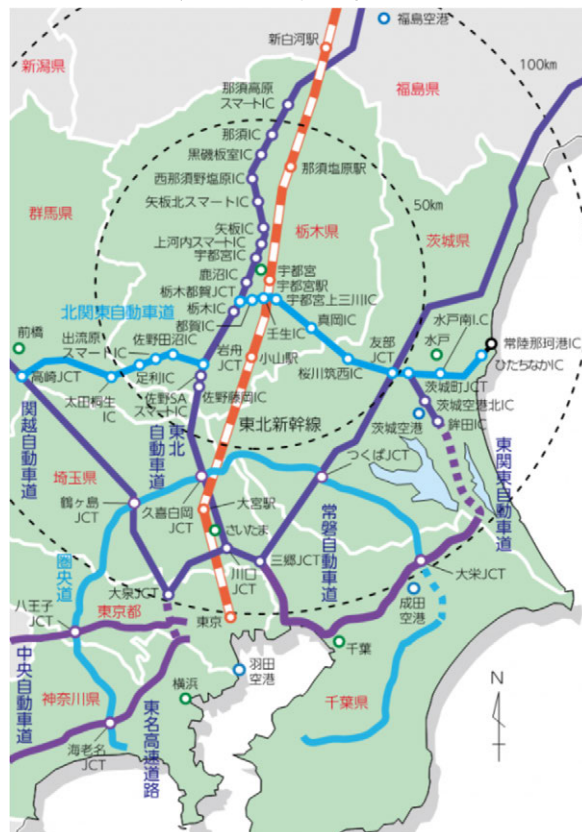 福島空港
新白河駅
新潟県
100km
福島県
那須高原
スマートIC
那須IC
黒磯板室IC
那須塩原駅
西那須野塩原IC
矢板北スマートIC
50km
群馬県
矢板IC
栃木県
茨城県
上河内スマートIC
宇都宮IC
鹿沼IC
宇都宮
宇都宮駅
栃木都賀JCT
宇都宮上三川IC
北関東自動車道
栃木IC
都賀IC
壬生IC
真岡IC
水戸南I.C
前橋
出流原
スマートIC
佐野田沼IC
岩舟
JCT
小山駅
友部
JCT
水戸
常陸那珂港IC
ひたちなかIC
高崎JCT
足利IC
桜川筑西IC
茨城町JCT
太田桐生
IC
佐野SA
スマートIC
佐野藤岡IC
茨城空港北IC
茨城空港
鉾田IC
関越自動車道
東北
自動車道
東北新幹線
つくばJCT
東関東自動車道
埼玉県
鶴ヶ島
JCT
久喜白岡
JCT
大宮駅
常磐自動車道
さいたま
圏央道
川口
JCT
三郷JCT
大栄JCT
大泉JCT
成田
空港
八王子
JCT
東京都
東京
中央自動車道
千葉
羽田
空港
神奈川県
横浜
千葉県
N
東名高速道路
海老名
JCT